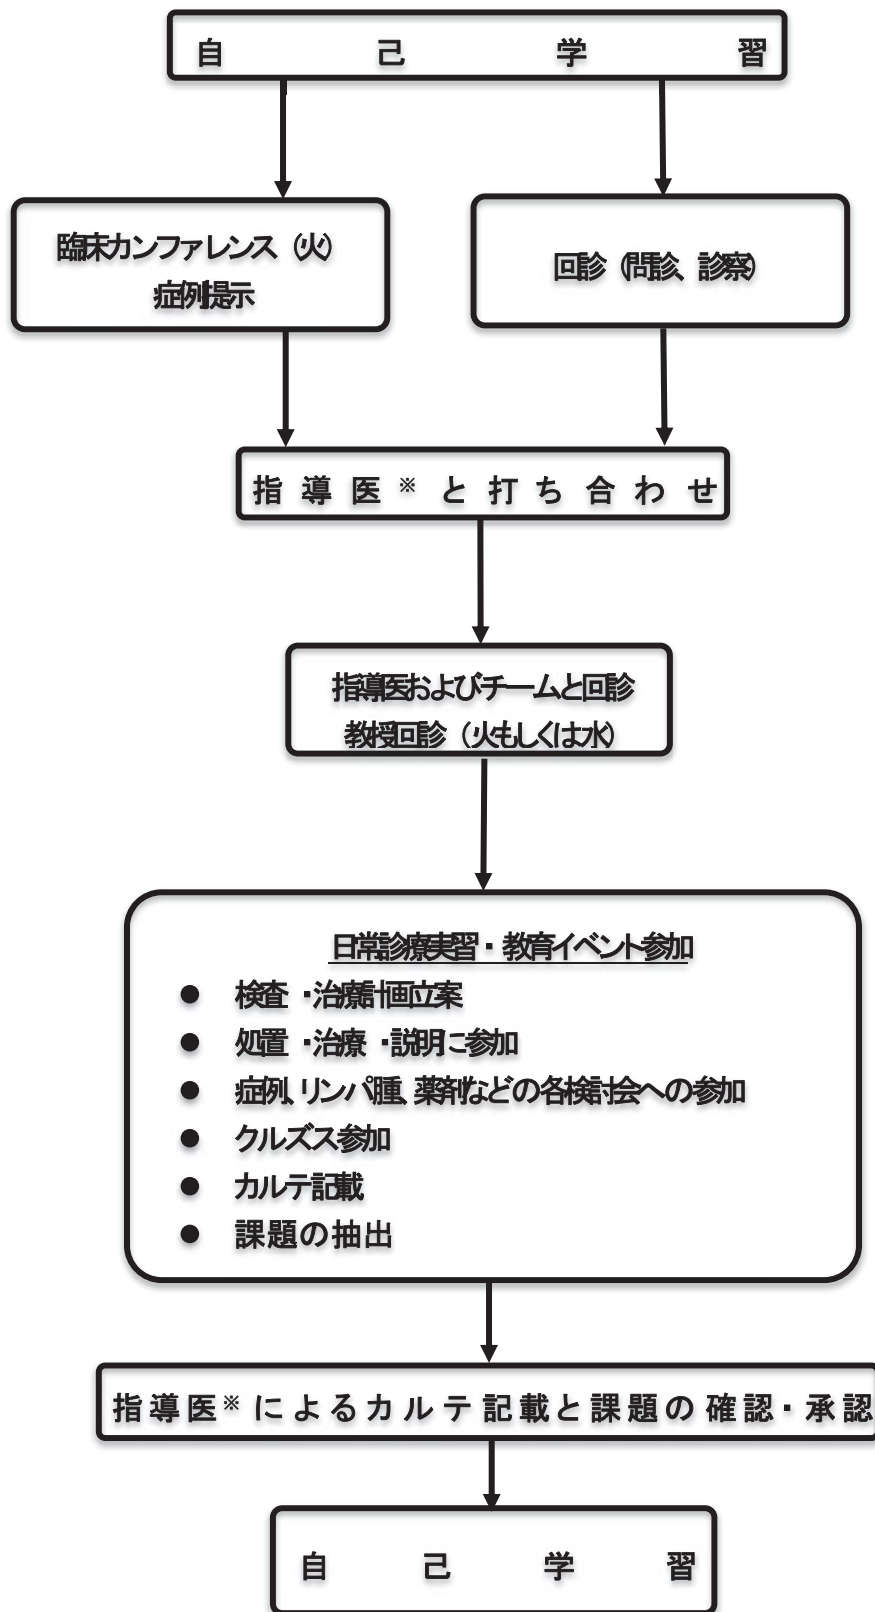 自己学習
臨床カンファレンス（火）
症例提示
回診（問診、診察）
指導医※と打ち合わせ
指導医およびチームと回診
教授回診（火もしくは水）
日常診療実習・教育イベント参加
● 検査・治療計画立案
● 処置・治療・説明に参加
● 症例、リンパ腫、薬剤などの各検討会への参加
● クルズス参加
● カルテ記載
● 課題の抽出
指導医※によるカルテ記載と課題の確認・承認
自己学習